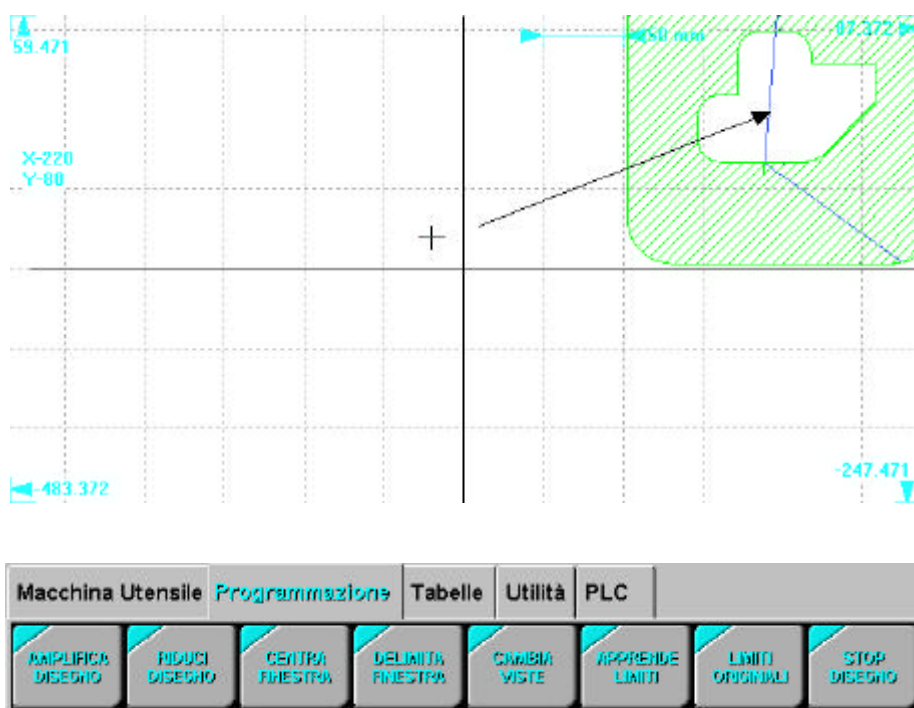 59.471
50 mm
87.372
X-220
Y-80
-247.471
-483.372
Macchina Utensile Programmazione Tabelle Utilità PLC
AMPLIFICA DISEGNO
RIDUCI DISEGNO
CENTRA FINESTRA
DELIMITA FINESTRA
CAMBIA VISTE
APPRENDE LIMITI
LIMITI ORIGINALI
STOP DISEGNO